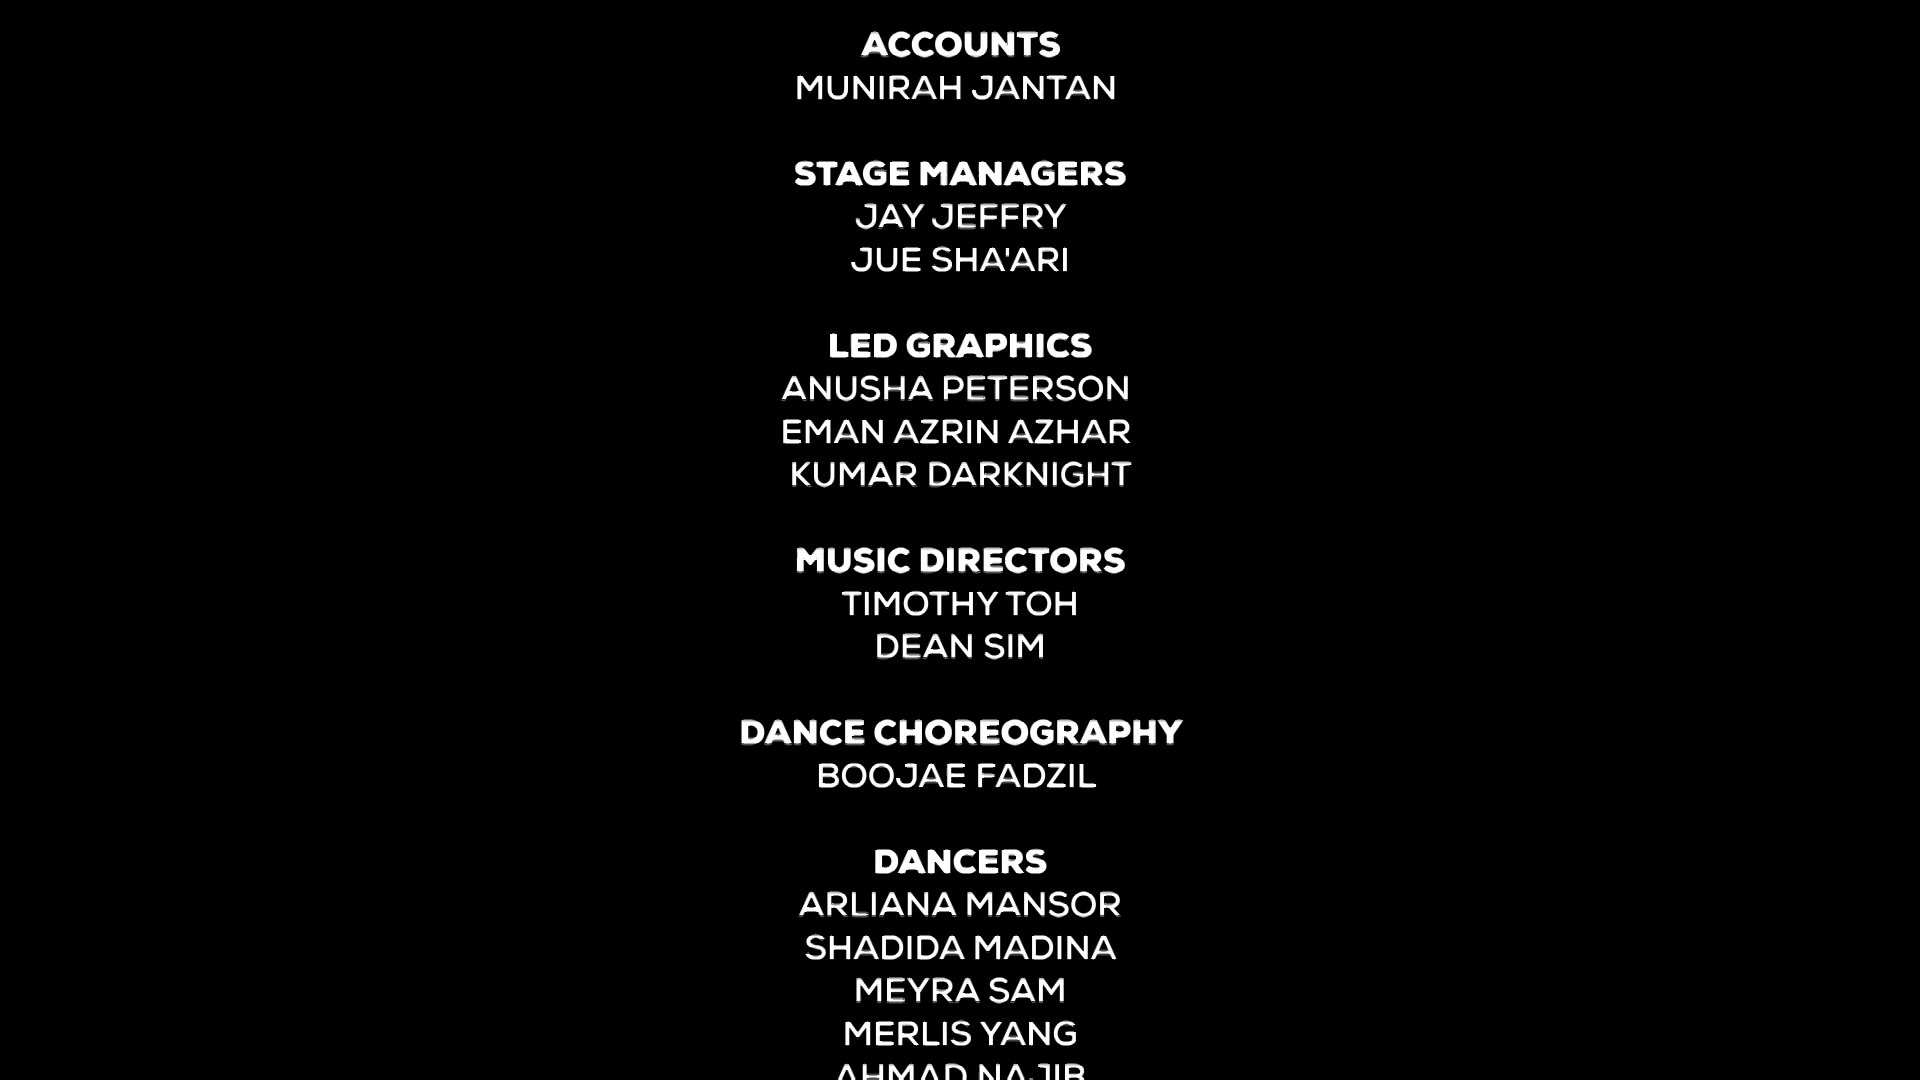 ACCOUNTS
MUNIRAH JANTAN
STAGE MANAGERS
JAY JEFFRY
JUE SHA'ARI
LED GRAPHICS
ANUSHA PETERSON
EMAN AZRIN AZHAR
KUMAR DARKNIGHT
MUSIC DIRECTORS
TIMOTHY TOH
DEAN SIM
DANCE CHOREOGRAPHY
BOOJAE FADZIL
DANCERS
ARLIANA MANSOR
SHADIDA MADINA
MEYRA SAM
MERLIS YANG
AHMAD NAJIB